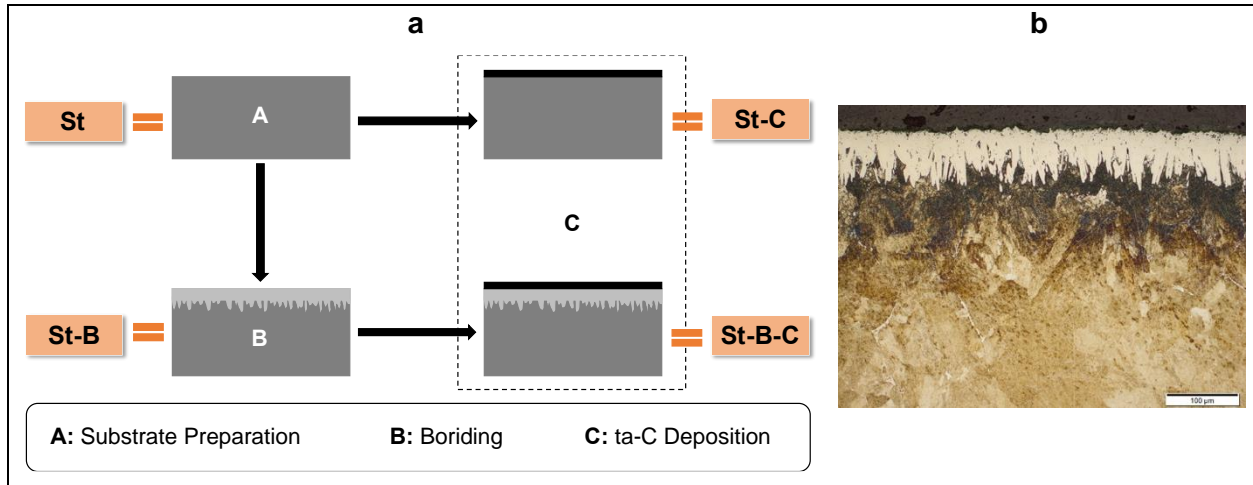 a
b
St
A
St-C
C
St-B
B
St-B-C
A: Substrate Preparation B: Boriding C: ta-C Deposition
100 µm